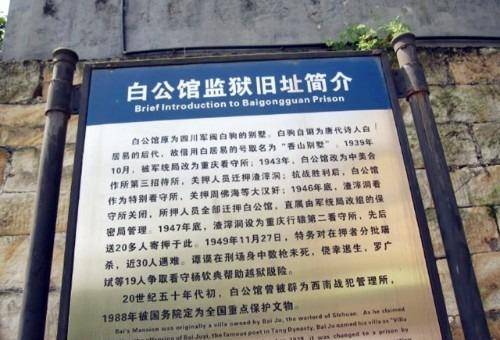 白公馆监狱旧址简介
Brief Introduction to Baigongguan Prison
白公馆原为四川军阀白驹的别墅。白驹自翊为唐代诗人白
居易的后代，故借用白居易的号取名为“香山别墅”。1939年
10月，被军统局改为重庆看守所；1943年，白公馆改为中美合
作所第三招待所，关押人员迁押渣滓洞；抗战胜利后，白公馆
作为特别看守所，关押周佛海等大汉奸；1946年底，渣滓洞看
守所关闭，所押人员全部迁押白公馆，直属由军统局改组的保
密局管理。1947年底，渣滓洞设为重庆行辕第二看守所，先后
送20多人寄押于此。1949年11月27日，特务对在押者分批屠
杀，近30人遇难。谭谟在刑场身中数枪未死，侥幸逃生，罗广
斌等19人争取看守杨钦典帮助越狱脱险。
20世纪五十年代初，白公馆曾被辟为西南战犯管理所，
1988年被国务院定为全国重点保护文物。
Bai's Mansion was originally a villa owned by Bai Ju, the warlord of Sichuan. As he claimed
offspring of Bai Juyi, the famous poet in Tang Dynasty, Bai Ju named his villa as "Villa
it was changed to a prison by